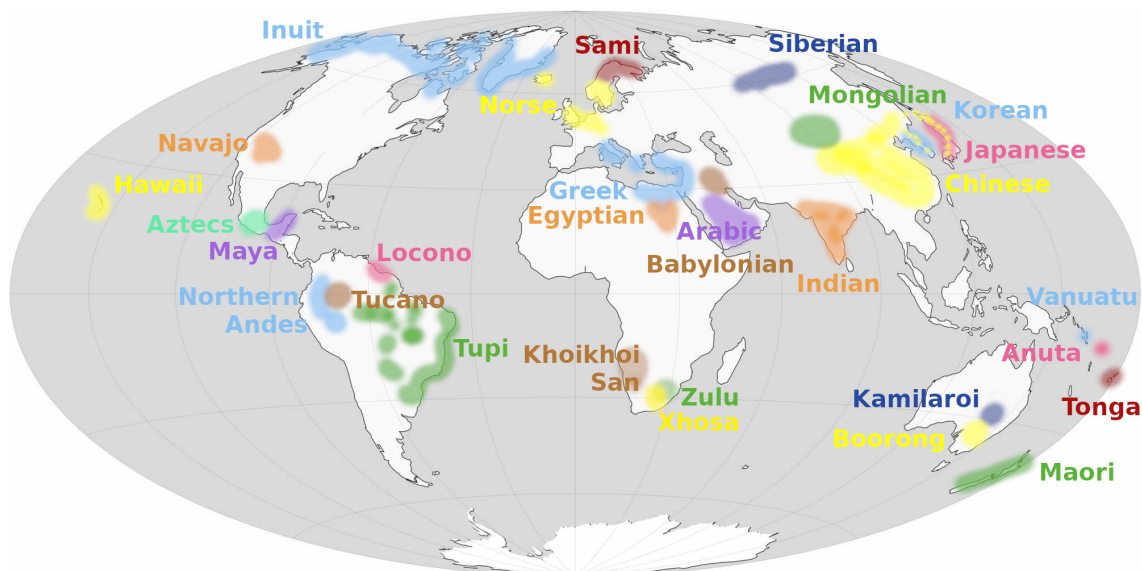 Inuit
Sami
Siberian
Norse
Mongolian
Korean
Navajo
Japanese
Hawaii
Greek
Chinese
Aztecs
Egyptian
Maya
Arabic
Locono
Babylonian
Indian
Northern
Andes
Tucano
Vanuatu
Tupi
Khoikhoi
San
Anuta
Zulu
Kamilaroi
Tonga
Xhosa
Boorong
Maori